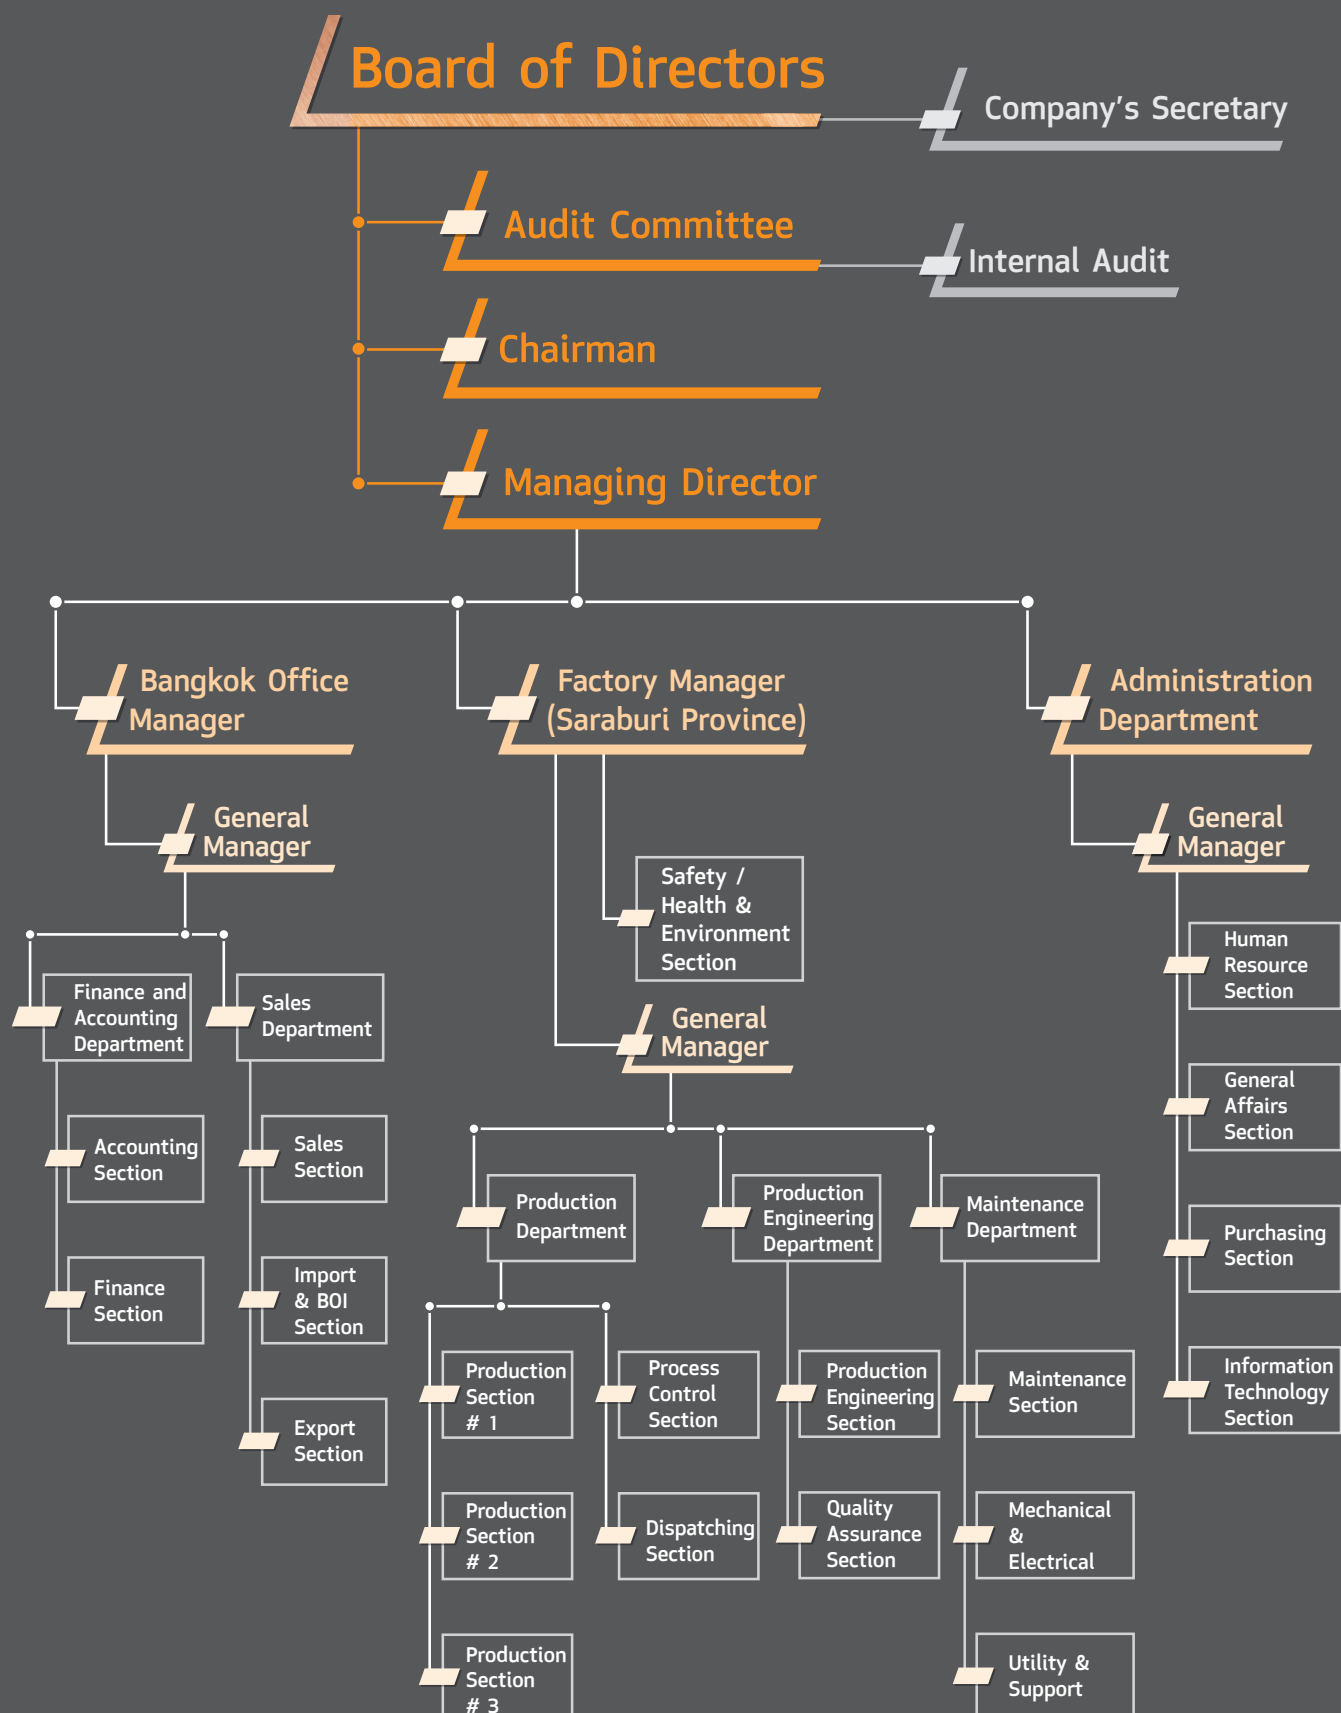 Board of Directors
Company's Secretary
Audit Committee
Internal Audit
Chairman
Managing Director
Bangkok Office
Manager
Factory Manager
(Saraburi Province)
Administration
Department
General
Manager
General
Manager
Safety /
Health &
Environment
Section
General
Manager
Finance and
Accounting
Department
Sales
Department
Accounting
Section
Finance
Section
Sales
Section
Import
& BOI
Section
Export
Section
Production
Department
Production
Engineering
Department
Maintenance
Department
Production
Section
# 1
Production
Section
# 2
Production
Section
# 3
Process
Control
Section
Dispatching
Section
Production
Engineering
Section
Quality
Assurance
Section
Maintenance
Section
Mechanical
&
Electrical
Utility &
Support
Human
Resource
Section
General
Affairs
Section
Purchasing
Section
Information
Technology
Section